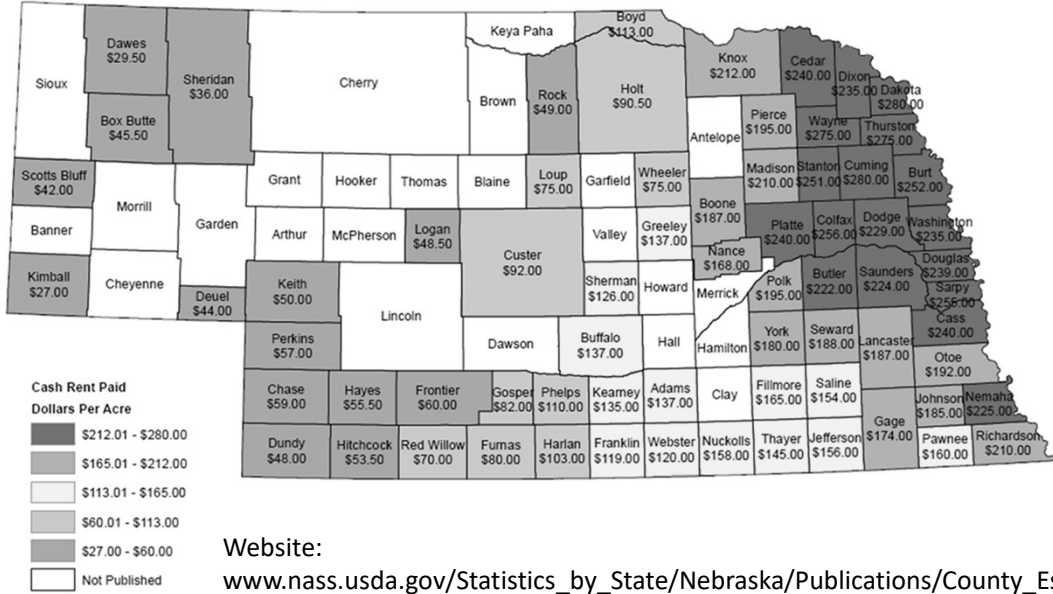 Boyd
$113.00
Keya Paha
Dawes
$29.50
Sheridan
$36.00
Sioux
Cherry
Brown
Rock
$49.00
Holt
$90.50
Knox
$212.00
Cedar
$240.00
Dixon
$235.00
Dakota
$280.00
Box Butte
$45.50
Antelope
Pierce
$195.00
Wayne
$275.00
Thurston
$275.00
Scotts Bluff
$42.00
Morrill
Garden
Grant
Hooker
Thomas
Blaine
Loup
$75.00
Garfield
Wheeler
$75.00
Madison
$210.00
Stanton
$251.00
Cuming
$280.00
Burt
$252.00
Banner
Arthur
McPherson
Logan
$48.50
Custer
$92.00
Valley
Greeley
$137.00
Boone
$187.00
Platte
$240.00
Colfax
$256.00
Dodge
$229.00
Washington
$235.00
Kimball
$27.00
Cheyenne
Deuel
$44.00
Keith
$50.00
Lincoln
Sherman
$126.00
Howard
Nance
$168.00
Merrick
Polk
$195.00
Butler
$222.00
Saunders
$224.00
Douglas
$239.00
Sarpy
$255.00
Perkins
$57.00
Dawson
Buffalo
$137.00
Hall
Hamilton
York
$180.00
Seward
$188.00
Lancaster
$187.00
Cass
$240.00
Otoe
$192.00
Chase
$59.00
Hayes
$55.50
Frontier
$60.00
Gosper
$82.00
Phelps
$110.00
Kearney
$135.00
Adams
$137.00
Clay
Fillmore
$165.00
Saline
$154.00
Gage
$174.00
Johnson
$185.00
Nemaha
$225.00
Dundy
$48.00
Hitchcock
$53.50
Red Willow
$70.00
Furnas
$80.00
Harlan
$103.00
Franklin
$119.00
Webster
$120.00
Nuckolls
$158.00
Thayer
$145.00
Jefferson
$156.00
Pawnee
$160.00
Richardson
$210.00
Cash Rent Paid
Dollars Per Acre
$212.01 - $280.00
$165.01 - $212.00
$113.01 - $165.00
$60.01 - $113.00
$27.00 - $60.00
Not Published
Website:
www.nass.usda.gov/Statistics_by_State/Nebraska/Publications/County_Es